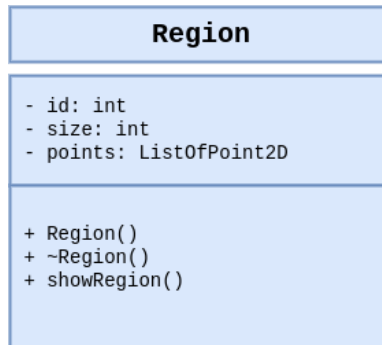 Region
- id: int
- size: int
- points: ListOfPoint2D
+ Region()
+ ~Region()
+ showRegion()